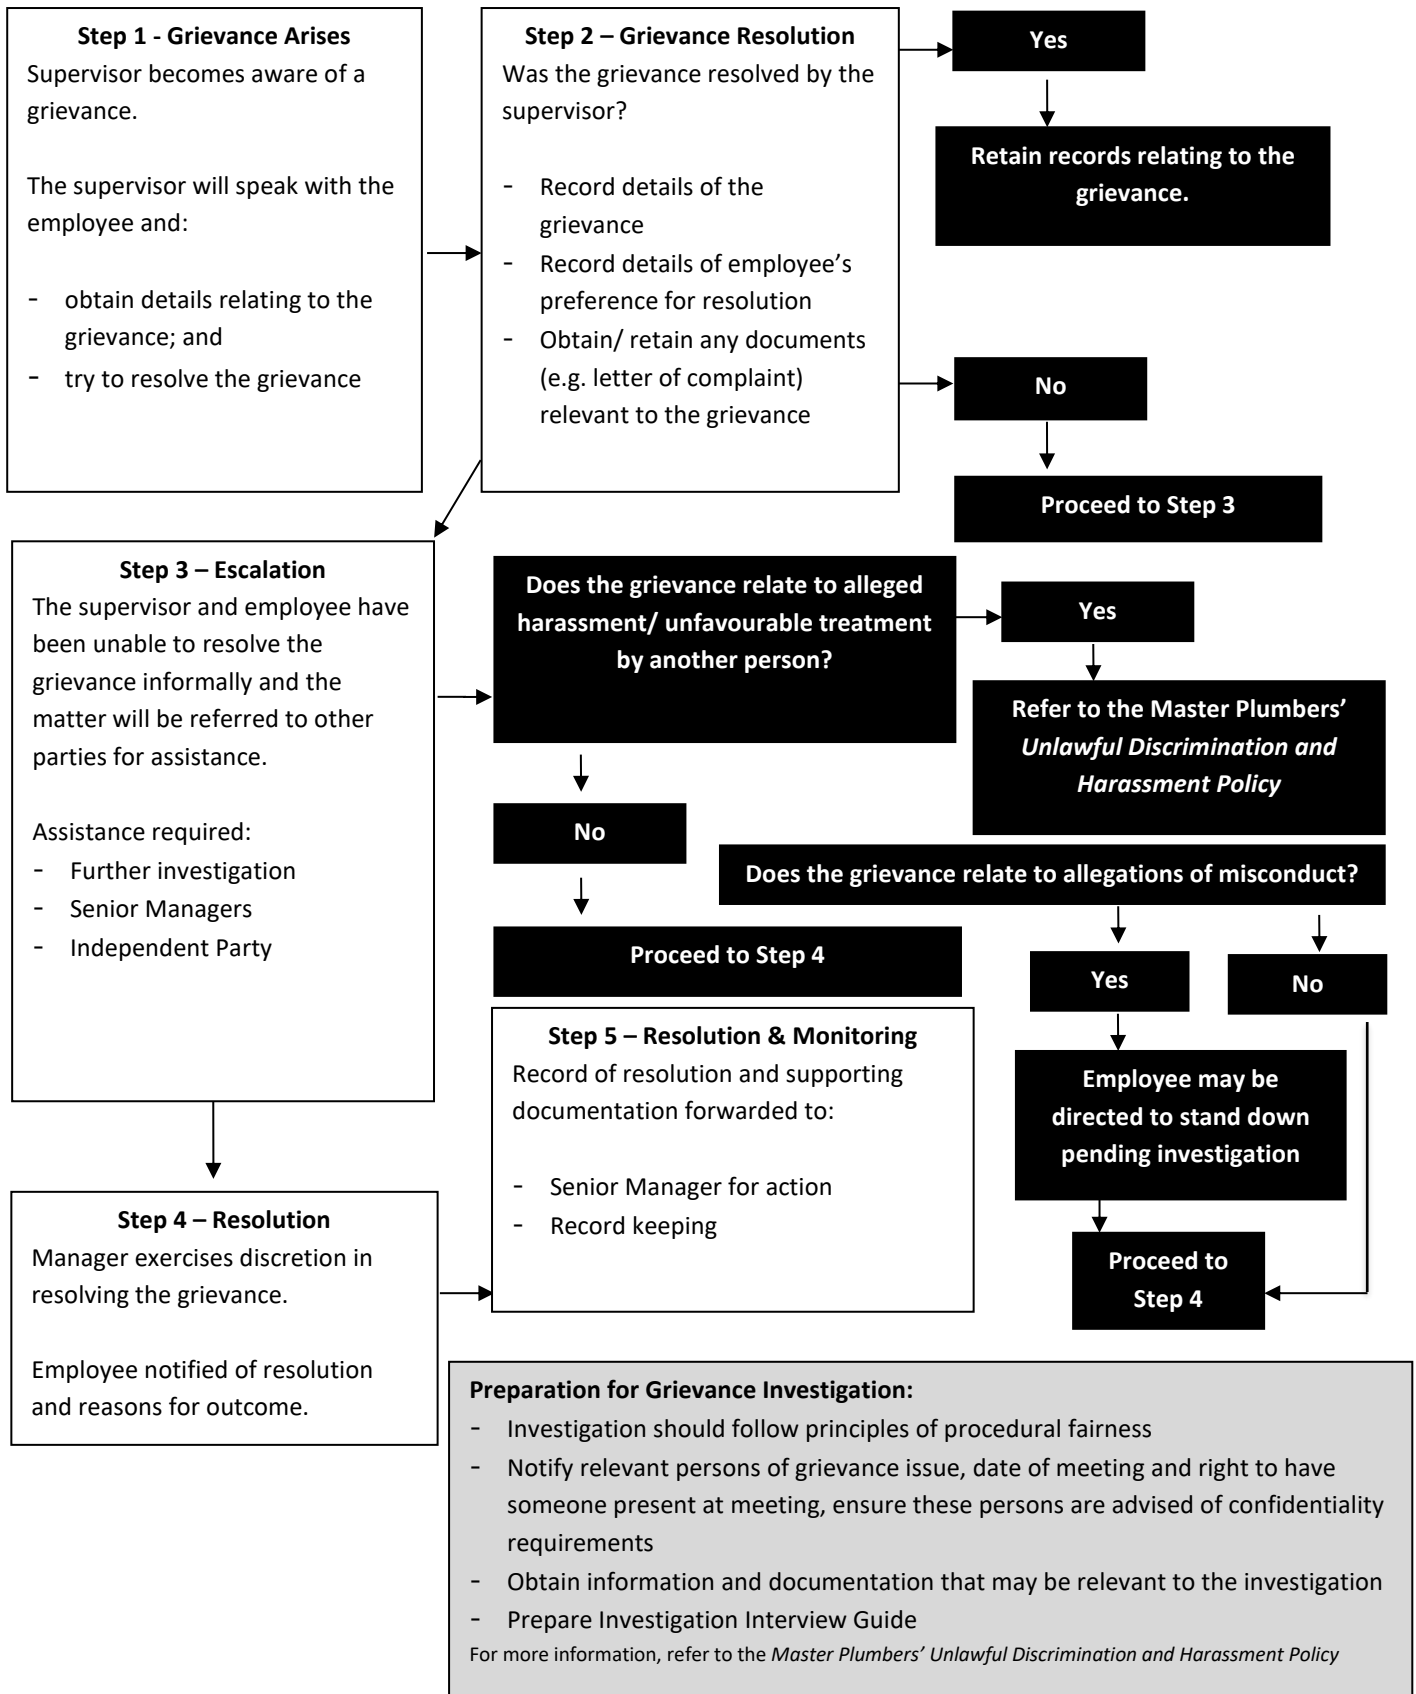 Step 1 - Grievance Arises
Supervisor becomes aware of a
grievance.
The supervisor will speak with the
employee and:
- obtain details relating to the
grievance; and
- try to resolve the grievance
Step 2 – Grievance Resolution
Was the grievance resolved by the
supervisor?
- Record details of the
grievance
- Record details of employee’s
preference for resolution
- Obtain/ retain any documents
(e.g. letter of complaint)
relevant to the grievance
Yes
Retain records relating to the
grievance.
No
Proceed to Step 3
Step 3 – Escalation
The supervisor and employee have
been unable to resolve the
grievance informally and the
matter will be referred to other
parties for assistance.
Assistance required:
- Further investigation
- Senior Managers
- Independent Party
Does the grievance relate to alleged
harassment/ unfavourable treatment
by another person?
Yes
Refer to the Master Plumbers’
Unlawful Discrimination and
Harassment Policy
No
Proceed to Step 4
Does the grievance relate to allegations of misconduct?
Yes
No
Employee may be
directed to stand down
pending investigation
Proceed to
Step 4
Step 4 – Resolution
Manager exercises discretion in
resolving the grievance.
Employee notified of resolution
and reasons for outcome.
Step 5 – Resolution & Monitoring
Record of resolution and supporting
documentation forwarded to:
- Senior Manager for action
- Record keeping
Preparation for Grievance Investigation:
- Investigation should follow principles of procedural fairness
- Notify relevant persons of grievance issue, date of meeting and right to have
someone present at meeting, ensure these persons are advised of confidentiality
requirements
- Obtain information and documentation that may be relevant to the investigation
- Prepare Investigation Interview Guide
For more information, refer to the Master Plumbers’ Unlawful Discrimination and Harassment Policy